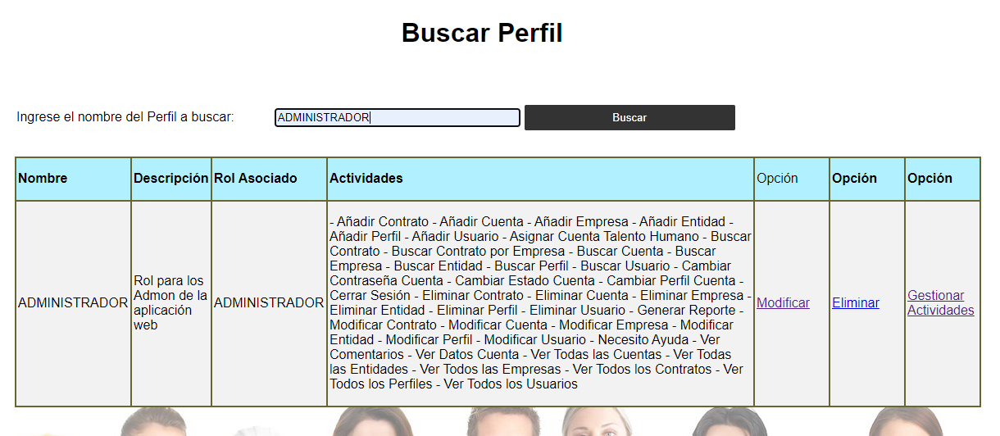 Buscar Perfil
Ingrese el nombre del Perfil a buscar: ADMINISTRADOR Buscar
Nombre Descripción Rol Asociado Actividades Opción Opción Opción
ADMINISTRADOR
Rol para los
Admon de la
aplicación
web
ADMINISTRADOR
- Añadir Contrato - Añadir Cuenta - Añadir Empresa - Añadir Entidad -
Añadir Perfil - Añadir Usuario - Asignar Cuenta Talento Humano - Buscar
Contrato - Buscar Contrato por Empresa - Buscar Cuenta - Buscar
Empresa - Buscar Entidad - Buscar Perfil - Buscar Usuario - Cambiar
Contraseña Cuenta - Cambiar Estado Cuenta - Cambiar Perfil Cuenta -
Cerrar Sesión - Eliminar Contrato - Eliminar Cuenta - Eliminar Empresa -
Eliminar Entidad - Eliminar Perfil - Eliminar Usuario - Generar Reporte -
Modificar Contrato - Modificar Cuenta - Modificar Empresa - Modificar
Entidad - Modificar Perfil - Modificar Usuario - Necesito Ayuda - Ver
Comentarios - Ver Datos Cuenta - Ver Todas las Cuentas - Ver Todas
las Entidades - Ver Todos las Empresas - Ver Todos los Contratos - Ver
Todos los Perfiles - Ver Todos los Usuarios
Modificar
Eliminar
Gestionar
Actividades